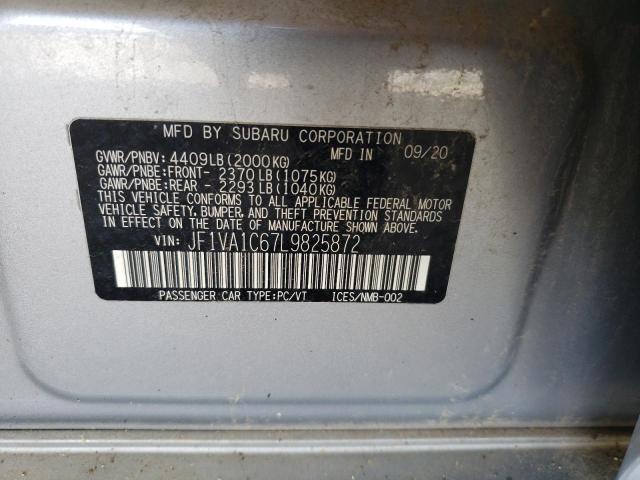 MFD BY SUBARU CORPORATION
GVWR/PNBV: 4409LB(2000KG) MFD IN 09/20
GAWR/PNBE:FRONT- 2370LB(1075KG)
GAWR/PNBE:REAR - 2293LB(1040KG)
THIS VEHICLE CONFORMS TO ALL APPLICABLE FEDERAL MOTOR
VEHICLE SAFETY, BUMPER, AND THEFT PREVENTION STANDARDS
IN EFFECT ON THE DATE OF MANUFACTURE SHOWN ABOVE.
VIN: JF1VA1C67L9825872
PASSENGER CAR TYPE:PC/VT ICES/NMB-002